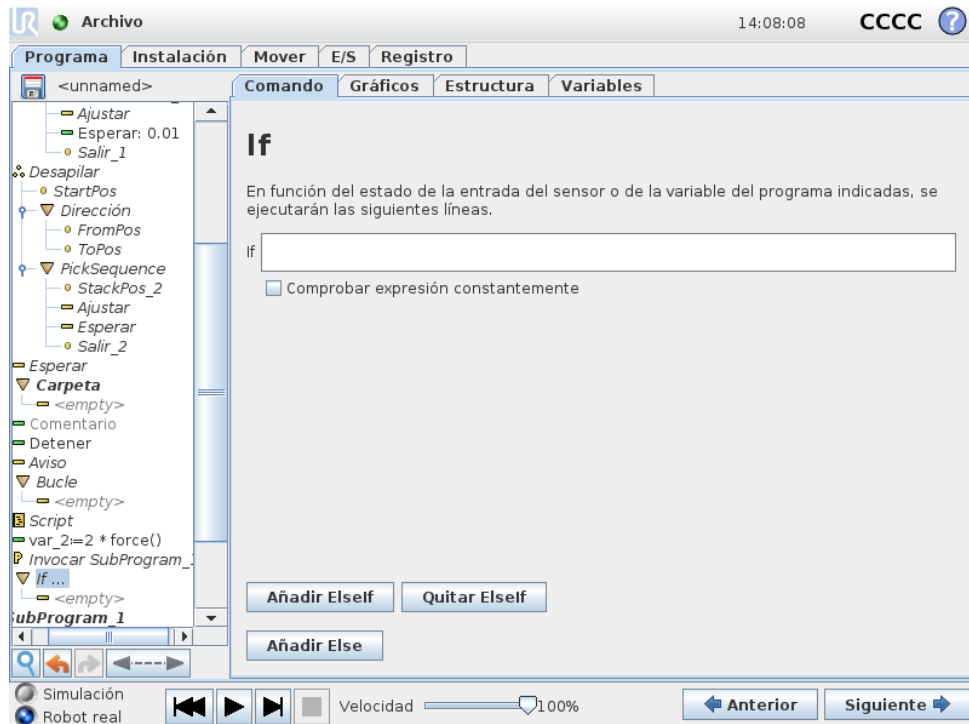 UR Archivo 14:08:08 CCCC ?
Programa Instalación Mover E/S Registro
<unnamed>
Comando Gráficos Estructura Variables
Ajustar
Esperar: 0.01
Salir_1
Desapilar
StartPos
Dirección
FromPos
ToPos
PickSequence
StackPos_2
Ajustar
Esperar
Salir_2
Esperar
Carpeta
<empty>
Comentario
Detener
Aviso
Bucle
<empty>
Script
var_2:=2 * force()
Invocar SubProgram_1
If ...
<empty>
SubProgram_1
If
En función del estado de la entrada del sensor o de la variable del programa indicadas, se
ejecutarán las siguientes líneas.
If
Comprobar expresión constantemente
Añadir ElseIf Quitar ElseIf
Añadir Else
Simulación
Robot real
Velocidad 100%
Anterior Siguiente